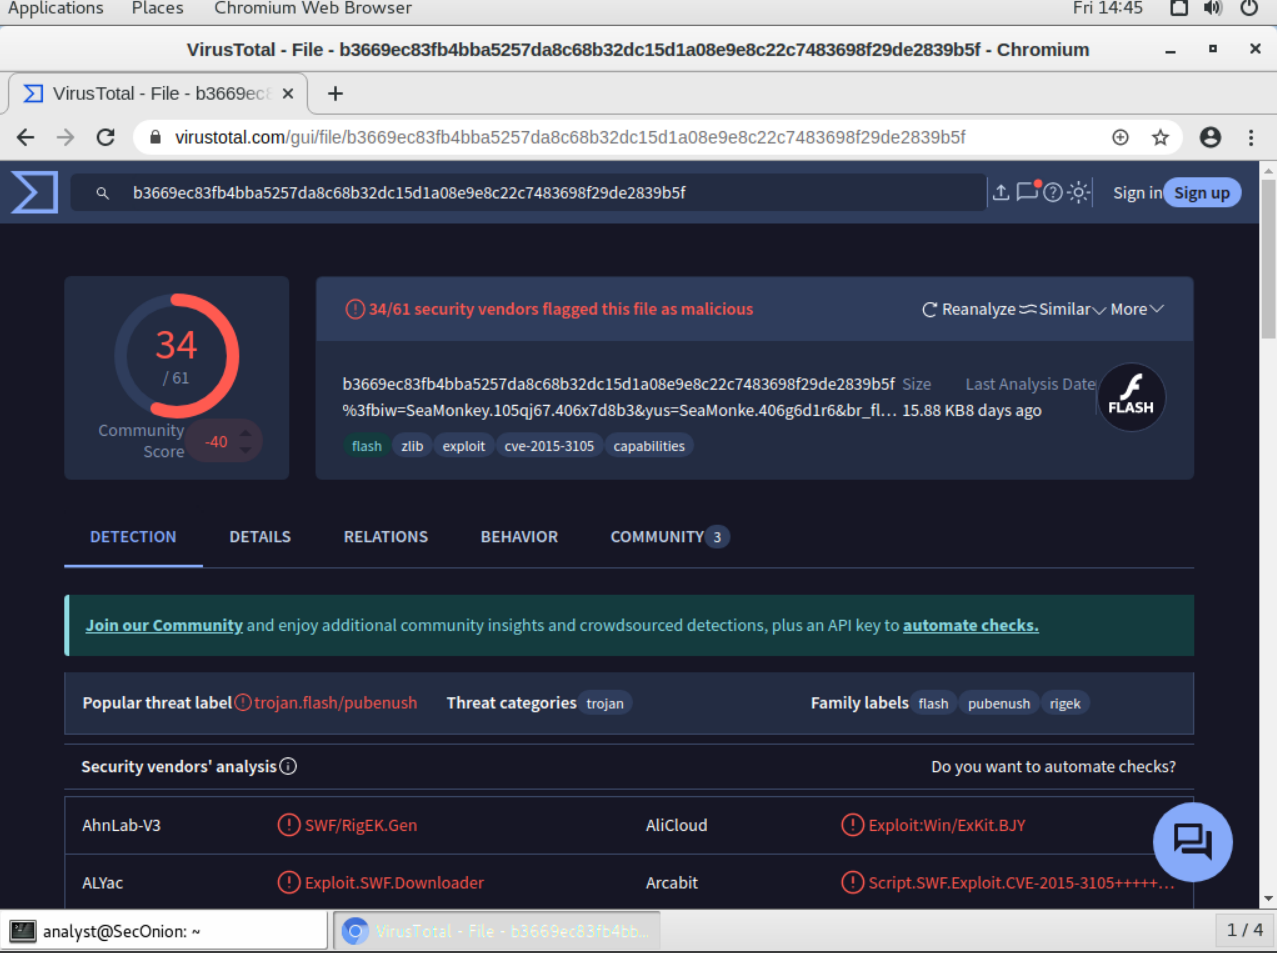 Applications Places Chromium Web Browser Fri 14:45
VirusTotal - File - b3669ec83fb4bba5257da8c68b32dc15d1a08e9e8c22c7483698f29de2839b5f - Chromium
VirusTotal - File - b3669ec8
virustotal.com/gui/file/b3669ec83fb4bba5257da8c68b32dc15d1a08e9e8c22c7483698f29de2839b5f
b3669ec83fb4bba5257da8c68b32dc15d1a08e9e8c22c7483698f29de2839b5f Sign in Sign up
34
/ 61
Community
Score
-40
34/61 security vendors flagged this file as malicious Reanalyze Similar More
b3669ec83fb4bba5257da8c68b32dc15d1a08e9e8c22c7483698f29de2839b5f Size Last Analysis Date
%3fbiw=SeaMonkey.105qj67.406x7d8b3&yus=SeaMonke.406g6d1r6&br_fl... 15.88 KB 8 days ago
FLASH
flash zlib exploit cve-2015-3105 capabilities
DETECTION DETAILS RELATIONS BEHAVIOR COMMUNITY 3
Join our Community and enjoy additional community insights and crowdsourced detections, plus an API key to automate checks.
Popular threat label trojan.flash/pubenush Threat categories trojan Family labels flash pubenush rigek
Security vendors' analysis Do you want to automate checks?
AhnLab-V3 SWF/RigEK.Gen AliCloud Exploit:Win/ExKit.BJY
ALYac Exploit.SWF.Downloader Arcabit Script.SWF.Exploit.CVE-2015-3105+++++...
analyst@SecOnion: ~ VirusTotal - File - b3669ec83fb4bb... 1 / 4